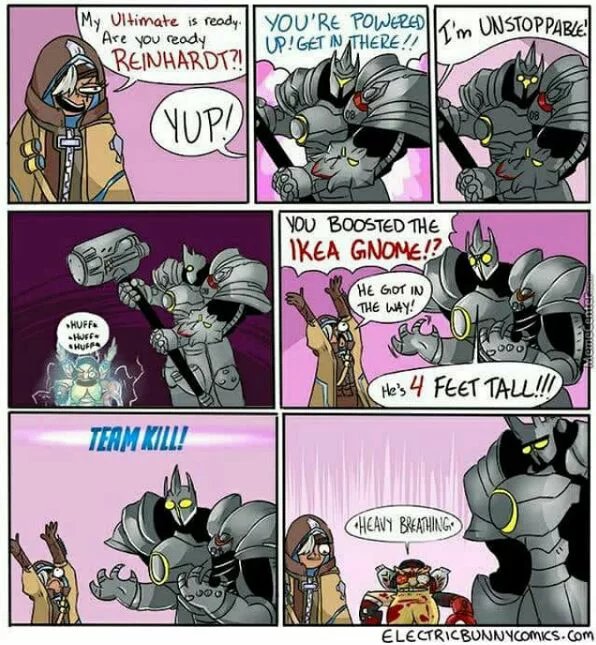 My Ultimate is ready.
Are you ready
REINHARDT?!
YUP!
YOU'RE POWERED
UP! GET IN THERE!!
08
I'm UNSTOPPABLE!
08
*HUFF*
*HUFF*
*HUFF*
YOU BOOSTED THE
IKEA GNOME!?
HE GOT IN
THE WAY!
He's 4 FEET TALL!!!
TEAM KILL!
*HEAVY BREATHING*
ELECTRICBUNNYCOMICS.COM